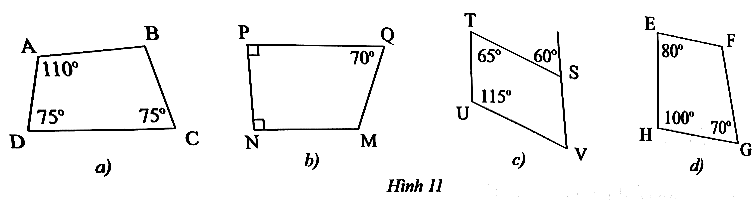 A B 110° 75° 75° D C a)
P Q 70° N M b)
T 65° 60° S U 115° V c)
E F 80° 100° 70° H G d)
Hình 11